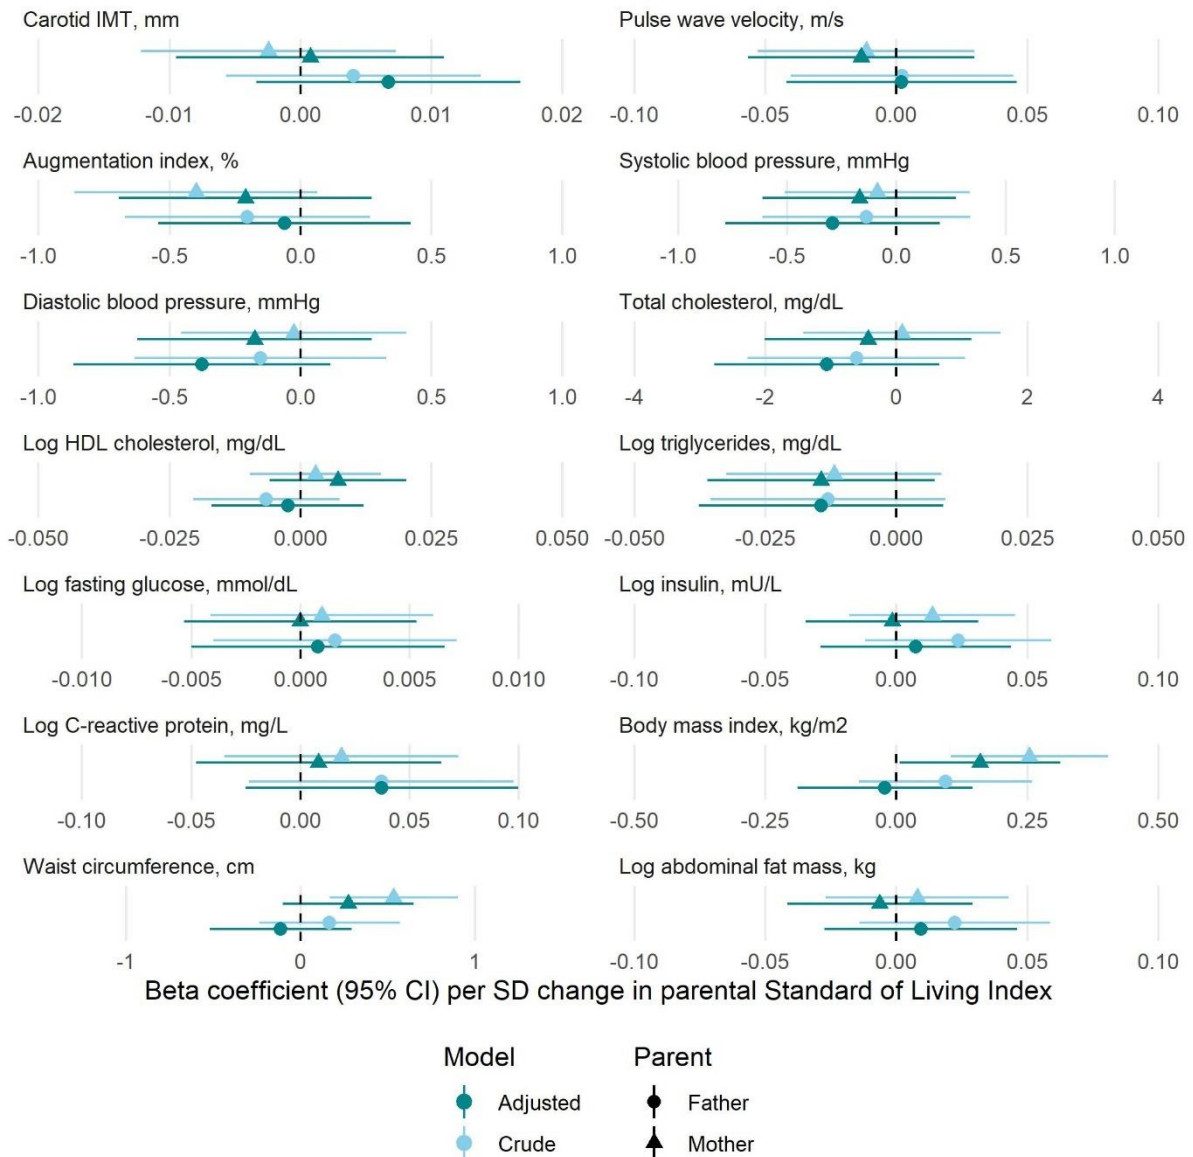 Carotid IMT, mm
Pulse wave velocity, m/s
-0.02 -0.01 0.00 0.01 0.02
-0.10 -0.05 0.00 0.05 0.10
Augmentation index, %
Systolic blood pressure, mmHg
-1.0 -0.5 0.0 0.5 1.0
-1.0 -0.5 0.0 0.5 1.0
Diastolic blood pressure, mmHg
Total cholesterol, mg/dL
-1.0 -0.5 0.0 0.5 1.0
-4 -2 0 2 4
Log HDL cholesterol, mg/dL
Log triglycerides, mg/dL
-0.050 -0.025 0.000 0.025 0.050
-0.050 -0.025 0.000 0.025 0.050
Log fasting glucose, mmol/dL
Log insulin, mU/L
-0.010 -0.005 0.000 0.005 0.010
-0.10 -0.05 0.00 0.05 0.10
Log C-reactive protein, mg/L
Body mass index, kg/m2
-0.10 -0.05 0.00 0.05 0.10
-0.50 -0.25 0.00 0.25 0.50
Waist circumference, cm
Log abdominal fat mass, kg
-1 0 1
-0.10 -0.05 0.00 0.05 0.10
Beta coefficient (95% CI) per SD change in parental Standard of Living Index
Model
Adjusted
Crude
Parent
Father
Mother